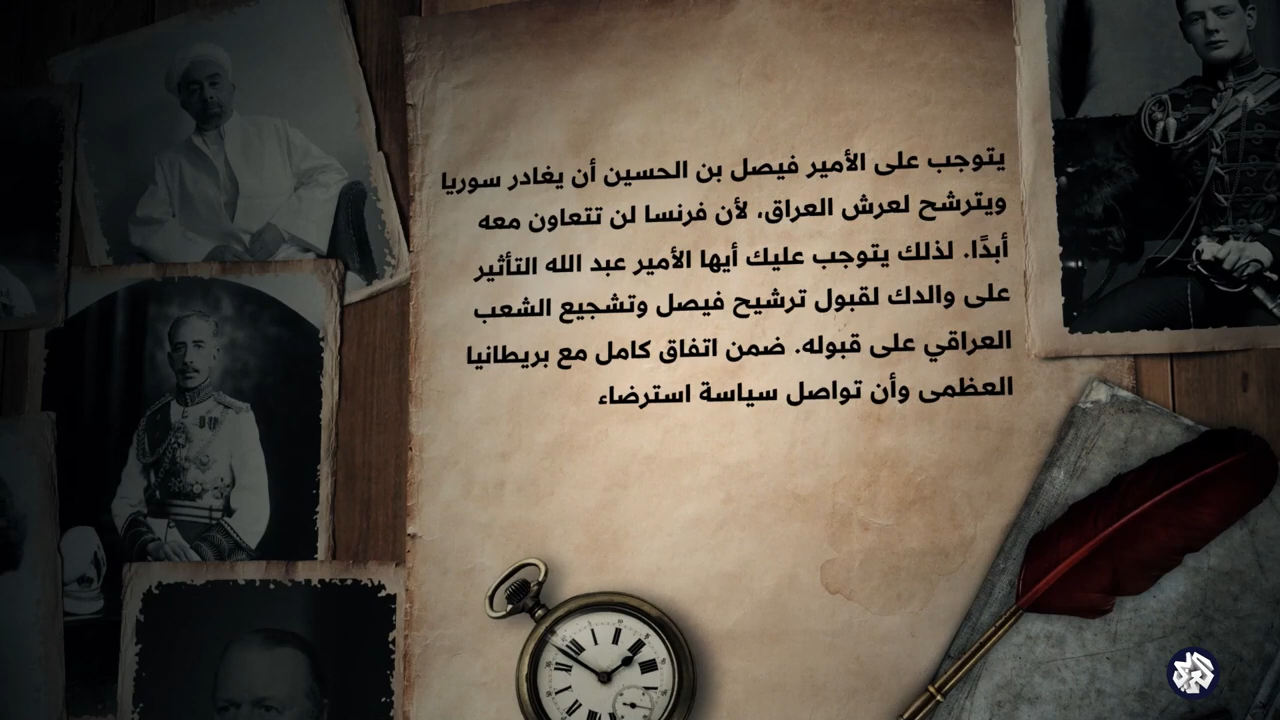 يتوجب على الأمير فيصل بن الحسين أن يغادر سوريا
ويترشح لعرش العراق، لأن فرنسا لن تتعاون معه
أبدًا. لذلك يتوجب عليك أيها الأمير عبد الله التأثير
على والدك لقبول ترشيح فيصل وتشجيع الشعب
العراقي على قبوله. ضمن اتفاق كامل مع بريطانيا
العظمى وأن تواصل سياسة استرضاء